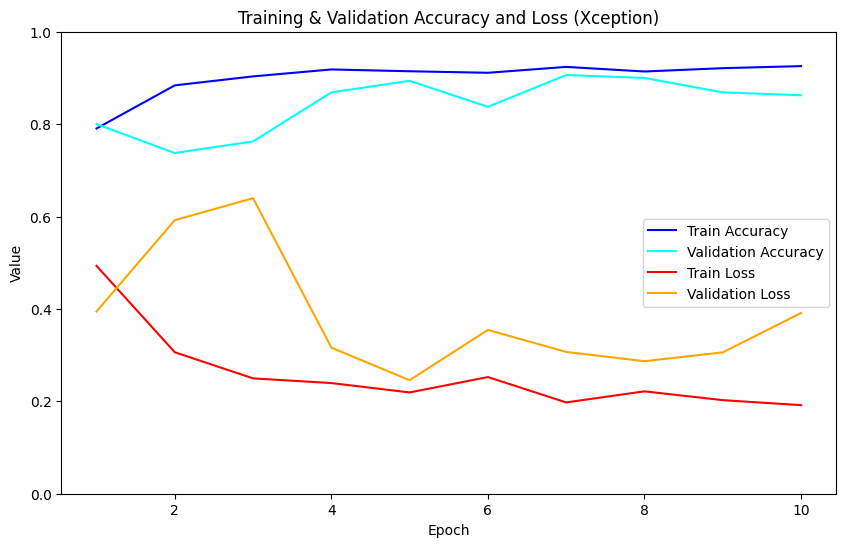 Training & Validation Accuracy and Loss (Xception)
1.0
0.8
0.6
0.4
0.2
0.0
Value
Train Accuracy
Validation Accuracy
Train Loss
Validation Loss
2 4 6 8 10
Epoch